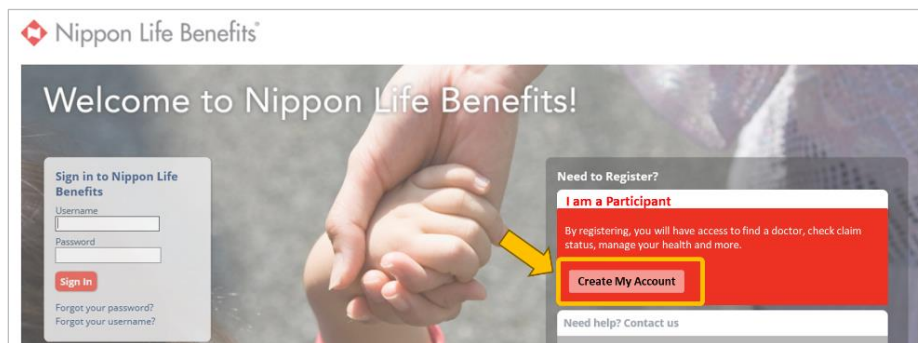 Nippon Life Benefits®
Welcome to Nippon Life Benefits!
Sign in to Nippon Life
Benefits
Username
Password
Sign In
Forgot your password?
Forgot your username?
Need to Register?
I am a Participant
By registering, you will have access to find a doctor, check claim
status, manage your health and more.
Create My Account
Need help? Contact us